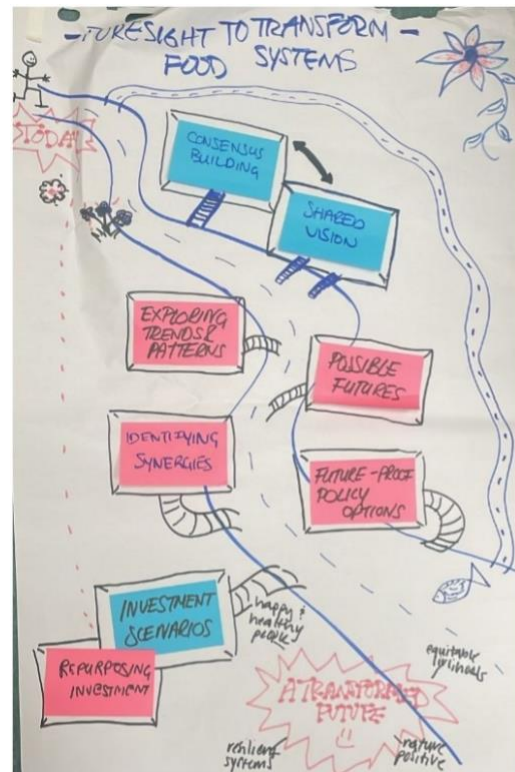 - FORESIGHT TO TRANSFORM -
FOOD SYSTEMS
TODAY
CONSENSUS
BUILDING
SHARED
VISION
EXPLORING
TRENDS &
PATTERNS
POSSIBLE
FUTURES
IDENTIFYING
SYNERGIES
FUTURE-PROOF
POLICY
OPTIONS
INVESTMENT
SCENARIOS
REPURPOSING
INVESTMENT
happy &
healthy
people
equitable
livlihoods
A TRANSFORMED
FUTURE
resilient
systems
nature
positive